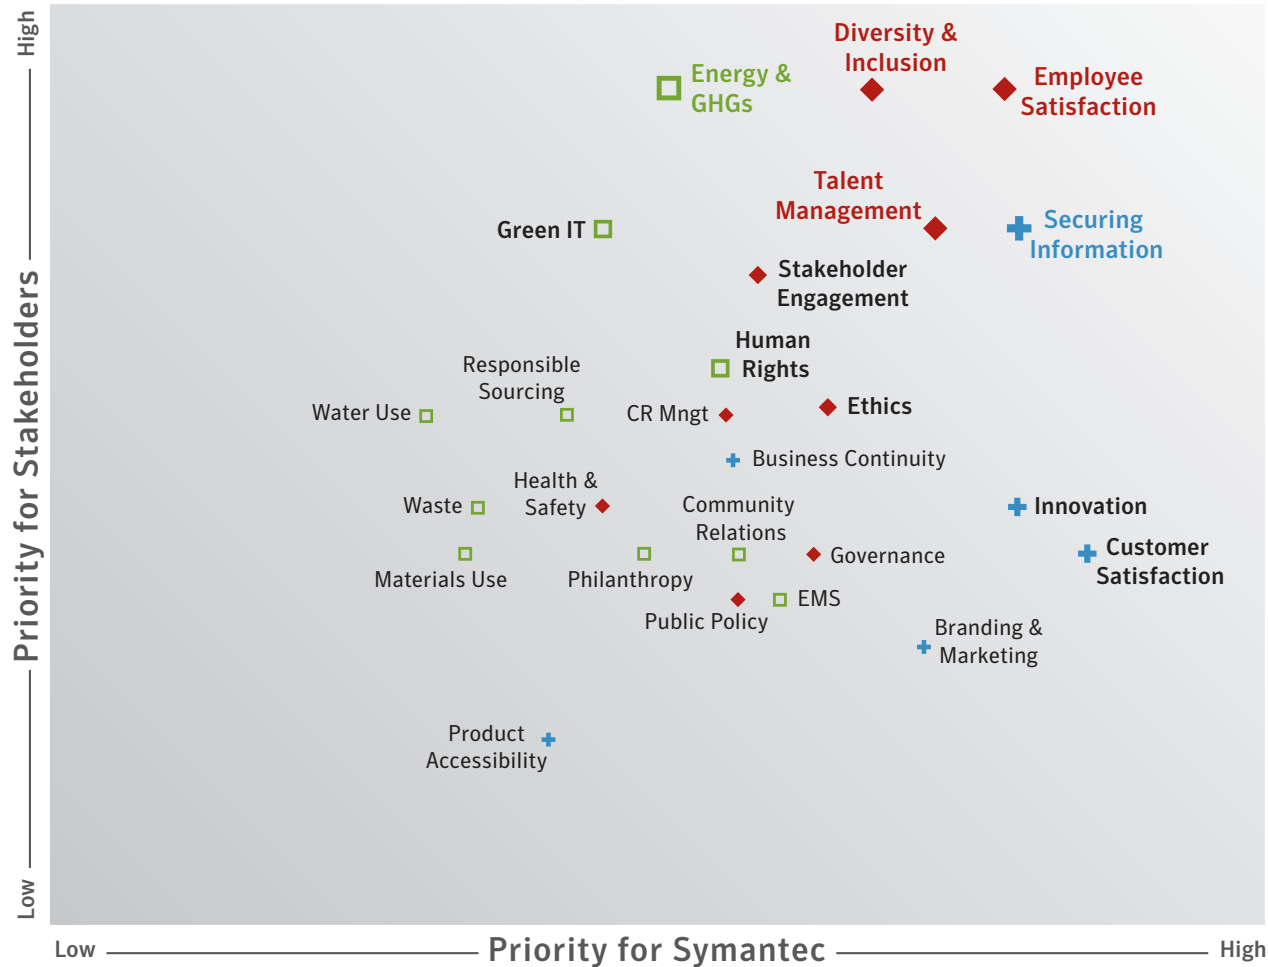 High
Diversity &
Inclusion
Energy &
GHGs
Employee
Satisfaction
Talent
Management
Securing
Information
Green IT
Stakeholder
Engagement
Human
Rights
Responsible
Sourcing
Water Use
CR Mngt
Ethics
Business Continuity
Health &
Safety
Waste
Community
Relations
Innovation
Customer
Satisfaction
Materials Use
Philanthropy
Governance
EMS
Public Policy
Branding &
Marketing
Product
Accessibility
Priority for Stakeholders
Low
Low
Priority for Symantec
High